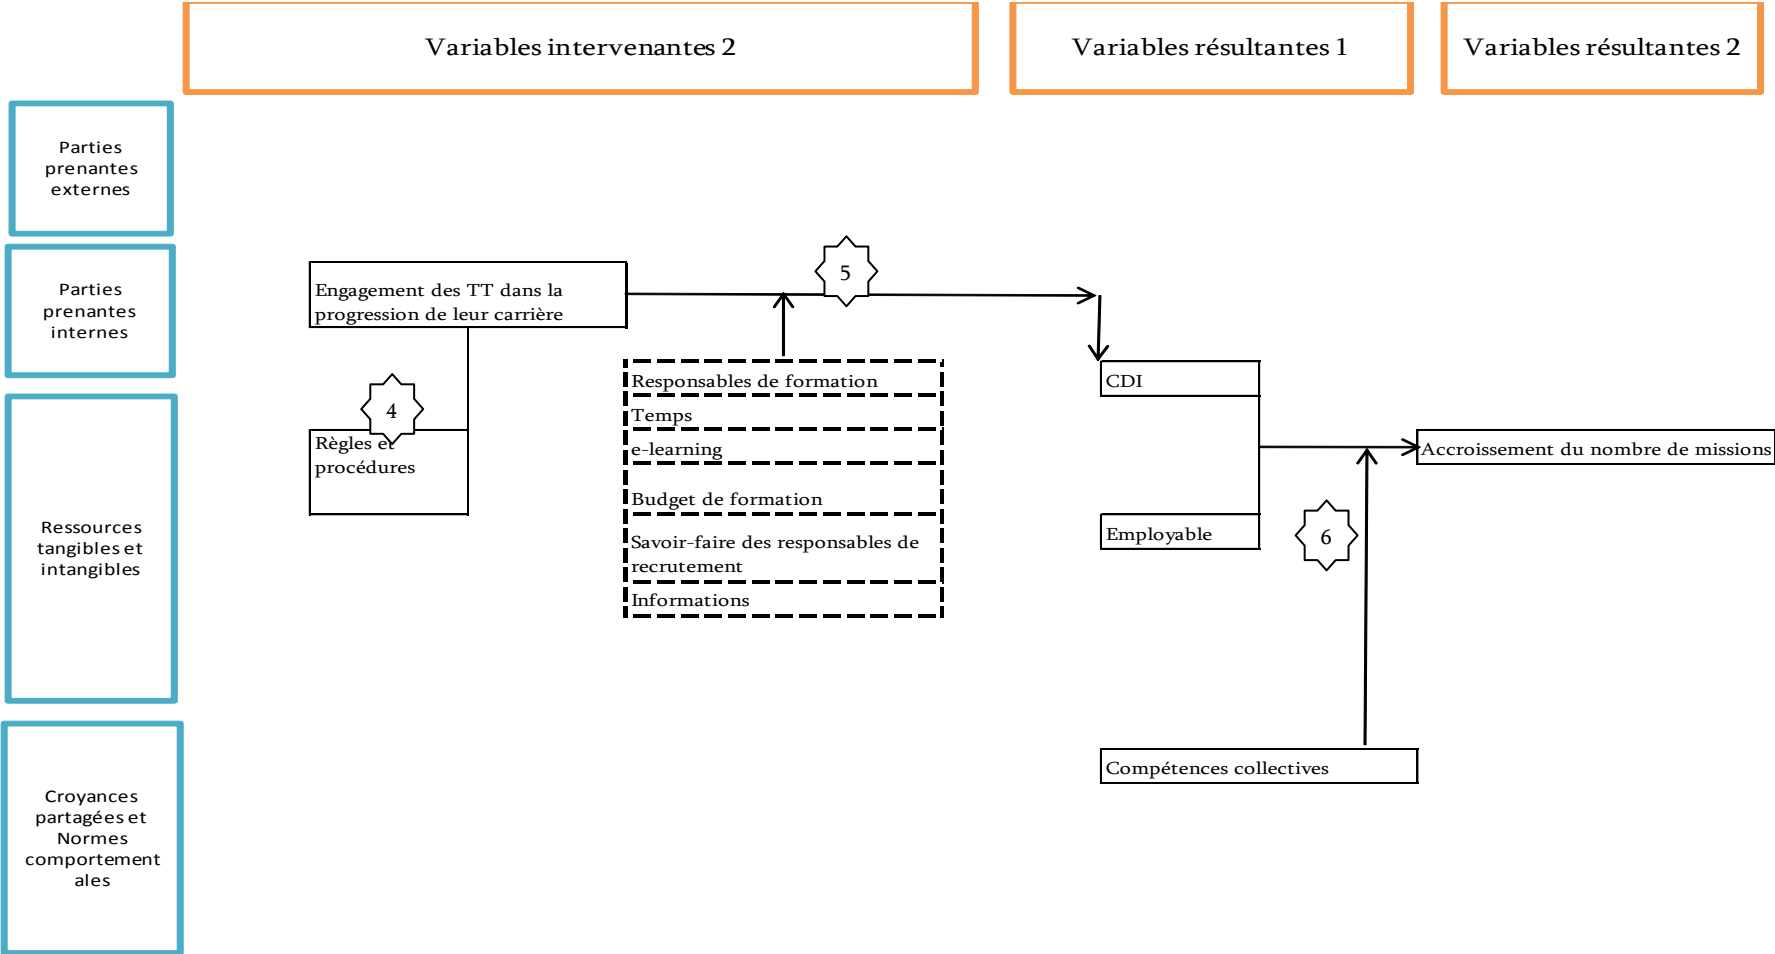 Variables intervenantes 2
Variables résultantes 1
Variables résultantes 2
Parties
prenantes
externes
Parties
prenantes
internes
Ressources
tangibles et
intangibles
Croyances
partagées et
Normes
comportement
ales
Engagement des TT dans la
progression de leur carrière
5
4
Règles et
procédures
Responsables de formation
Temps
e-learning
Budget de formation
Savoir-faire des responsables de
recrutement
Informations
CDI
Employable
6
Accroissement du nombre de missions
Compétences collectives